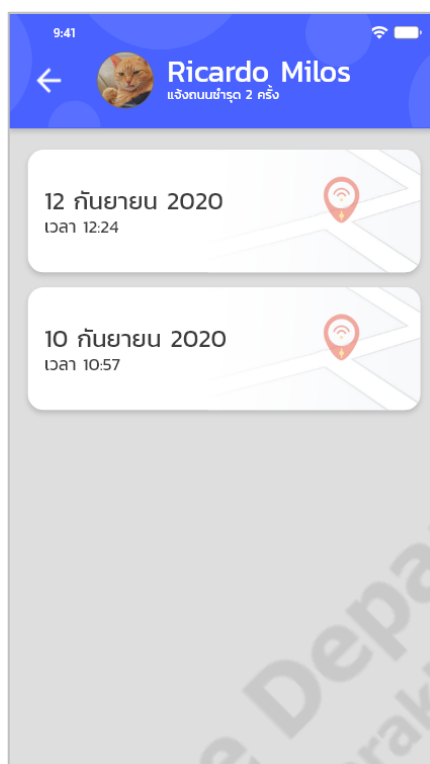 9:41
Ricardo Milos
แจ้งถนนชำรุด 2 ครั้ง
12 กันยายน 2020
เวลา 12:24
10 กันยายน 2020
เวลา 10:57